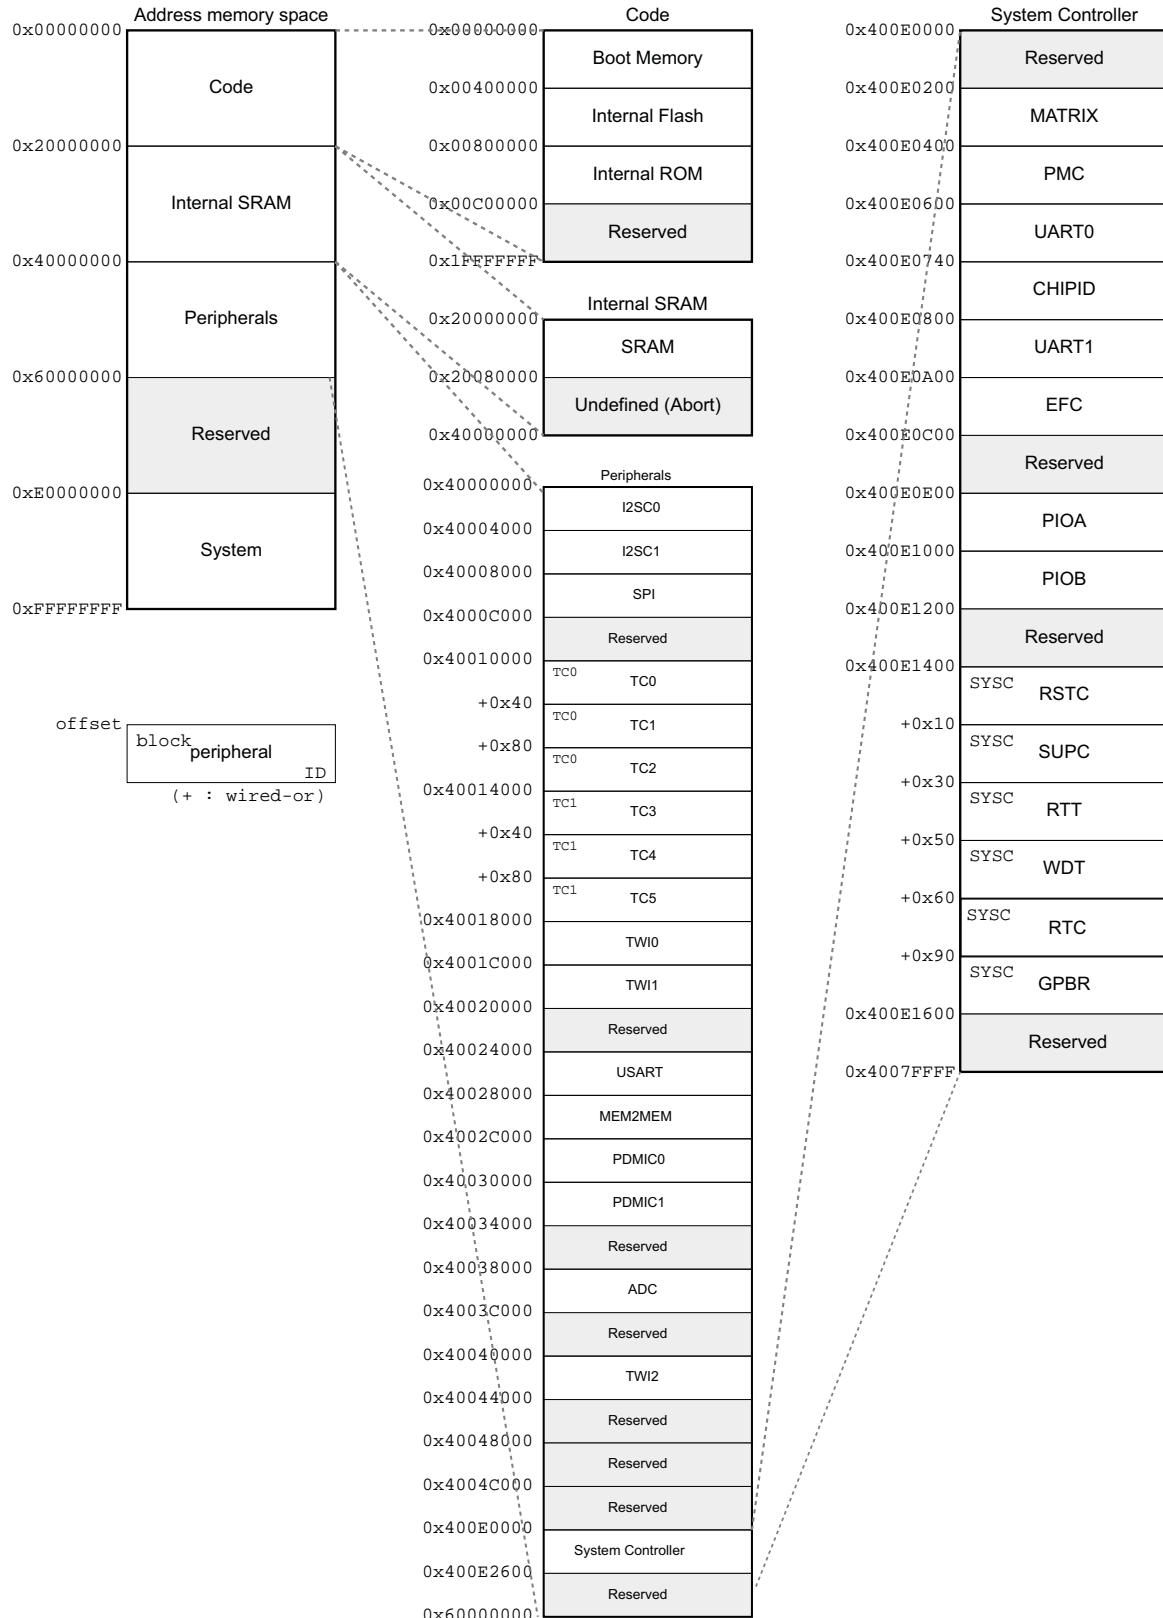 Address memory space
0x00000000
Code
0x20000000
Internal SRAM
0x40000000
Peripherals
0x60000000
Reserved
0xE0000000
System
0xFFFFFFFF
offset
block
peripheral
ID
(+ : wired-or)
Code
0x00000000
Boot Memory
0x00400000
Internal Flash
0x00800000
Internal ROM
0x00C00000
Reserved
0x1FFFFFFF
Internal SRAM
0x20000000
SRAM
0x20080000
Undefined (Abort)
0x40000000
Peripherals
0x40000000
I2SC0
0x40004000
I2SC1
0x40008000
SPI
0x4000C000
Reserved
0x40010000
TC0
TC0
+0x40
TC0
TC1
+0x80
TC0
TC2
0x40014000
TC1
TC3
+0x40
TC1
TC4
+0x80
TC1
TC5
0x40018000
TWI0
0x4001C000
TWI1
0x40020000
Reserved
0x40024000
USART
0x40028000
MEM2MEM
0x4002C000
PDMIC0
0x40030000
PDMIC1
0x40034000
Reserved
0x40038000
ADC
0x4003C000
Reserved
0x40040000
TWI2
0x40044000
Reserved
0x40048000
Reserved
0x4004C000
Reserved
0x400E0000
System Controller
0x400E2600
Reserved
0x60000000
System Controller
0x400E0000
Reserved
0x400E0200
MATRIX
0x400E0400
PMC
0x400E0600
UART0
0x400E0740
CHIPID
0x400E0800
UART1
0x400E0A00
EFC
0x400E0C00
Reserved
0x400E0E00
PIOA
0x400E1000
PIOB
0x400E1200
Reserved
0x400E1400
SYSC
RSTC
+0x10
SYSC
SUPC
+0x30
SYSC
RTT
+0x50
SYSC
WDT
+0x60
SYSC
RTC
+0x90
SYSC
GPBR
0x400E1600
Reserved
0x4007FFFF